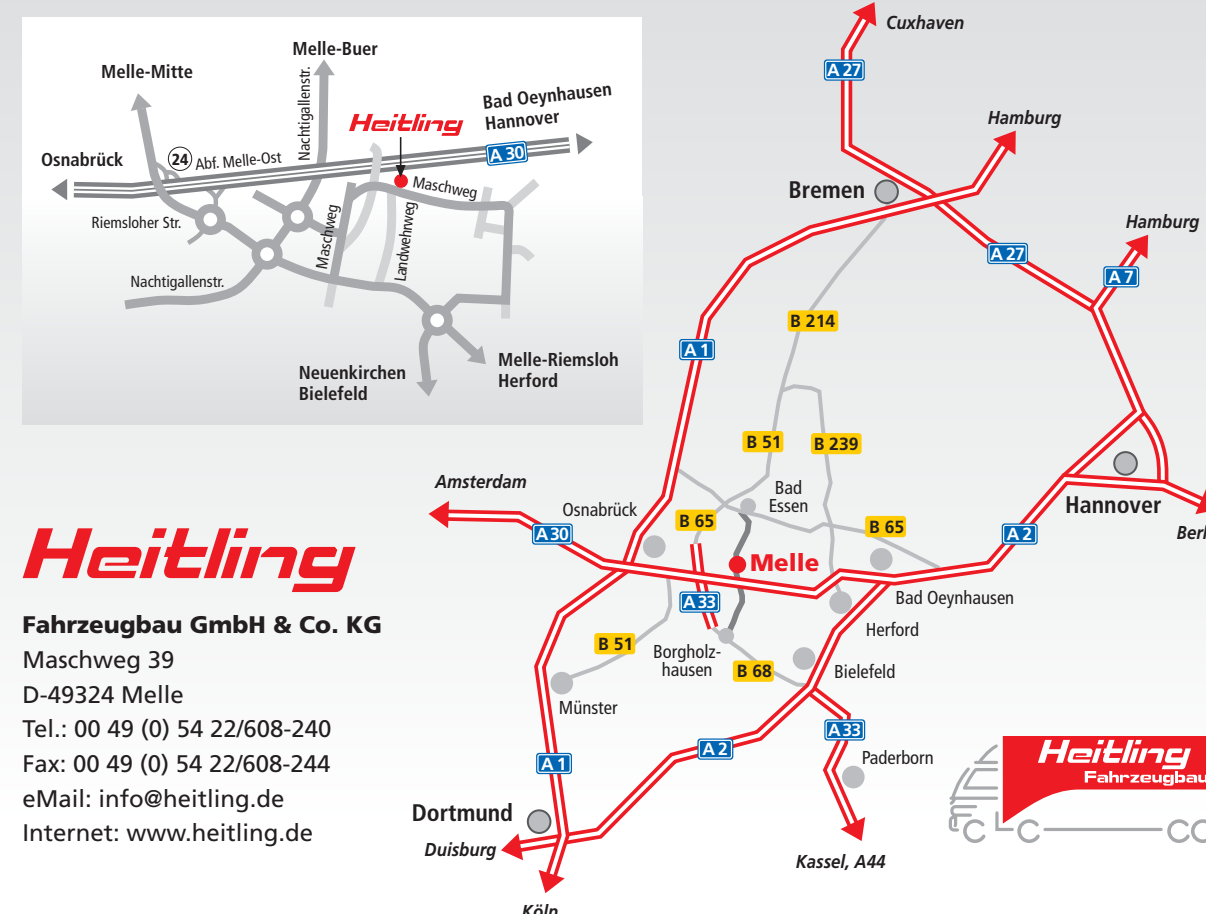 Melle-Buer
Melle-Mitte
Nachtigallenstr.
Bad Oeynhausen
Hannover
Heitling
Osnabrück
24
Abf. Melle-Ost
A 30
Maschweg
Riemsloher Str.
Maschweg
Landwehrweg
Nachtigallenstr.
Neuenkirchen
Bielefeld
Melle-Riemsloh
Herford
Cuxhaven
A 27
Hamburg
Bremen
Hamburg
A 27
A 7
B 214
A 1
B 51
B 239
Amsterdam
Bad
Essen
Hannover
Osnabrück
B 65
B 65
A 30
A 2
Melle
Bad Oeynhausen
A 33
Herford
B 51
Borgholz-
hausen
B 68
Bielefeld
Münster
A 33
A 2
Paderborn
A 1
Dortmund
Duisburg
Kassel, A44
Köln
Heitling
Fahrzeugbau GmbH & Co. KG
Maschweg 39
D-49324 Melle
Tel.: 00 49 (0) 54 22/608-240
Fax: 00 49 (0) 54 22/608-244
eMail: info@heitling.de
Internet: www.heitling.de
Heitling
Fahrzeugbau